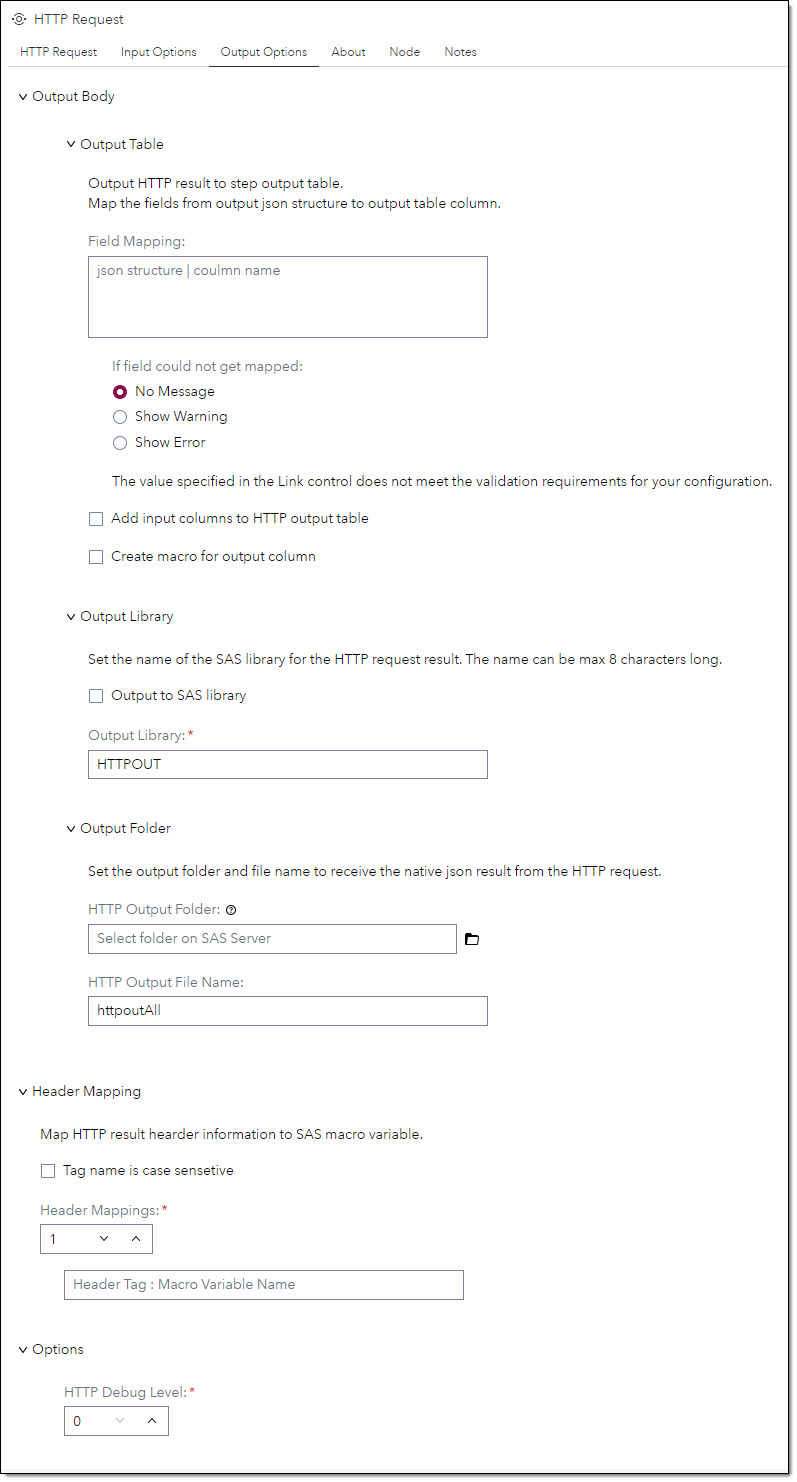 HTTP Request
HTTP Request Input Options Output Options About Node Notes
Output Body
Output Table
Output HTTP result to step output table.
Map the fields from output json structure to output table column.
Field Mapping:
json structure | coulmn name
If field could not get mapped:
No Message
Show Warning
Show Error
The value specified in the Link control does not meet the validation requirements for your configuration.
Add input columns to HTTP output table
Create macro for output column
Output Library
Set the name of the SAS library for the HTTP request result. The name can be max 8 characters long.
Output to SAS library
Output Library:*
HTTPOUT
Output Folder
Set the output folder and file name to receive the native json result from the HTTP request.
HTTP Output Folder:
Select folder on SAS Server
HTTP Output File Name:
httpoutAll
Header Mapping
Map HTTP result hearder information to SAS macro variable.
Tag name is case sensetive
Header Mappings:*
1
Header Tag : Macro Variable Name
Options
HTTP Debug Level:*
0